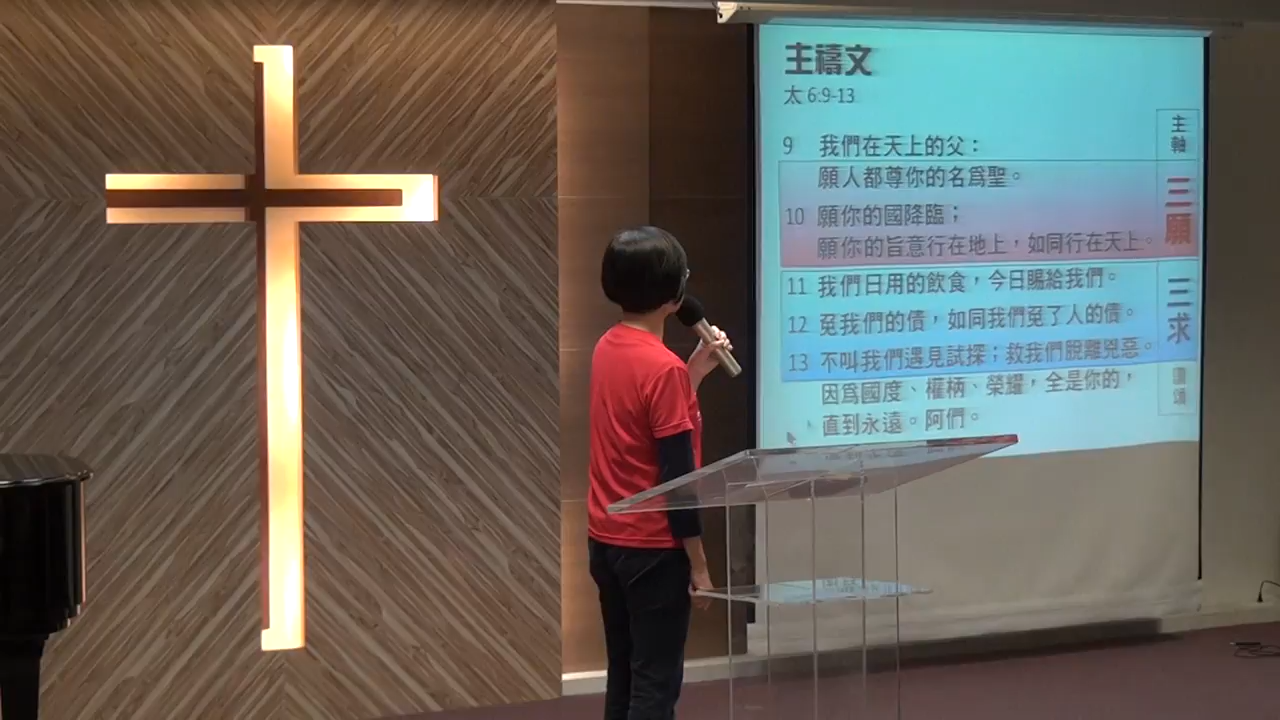 主禱文
太 6:9-13
主軸
9 我們在天上的父：
願人都尊你的名爲聖。
10 願你的國降臨；
願你的旨意行在地上，如同行在天上。
三願
11 我們日用的飲食，今日賜給我們。
12 免我們的債，如同我們免了人的債。
13 不叫我們遇見試探；救我們脫離兇惡。
三求
因爲國度、權柄、榮耀，全是你的，
直到永遠。阿們。